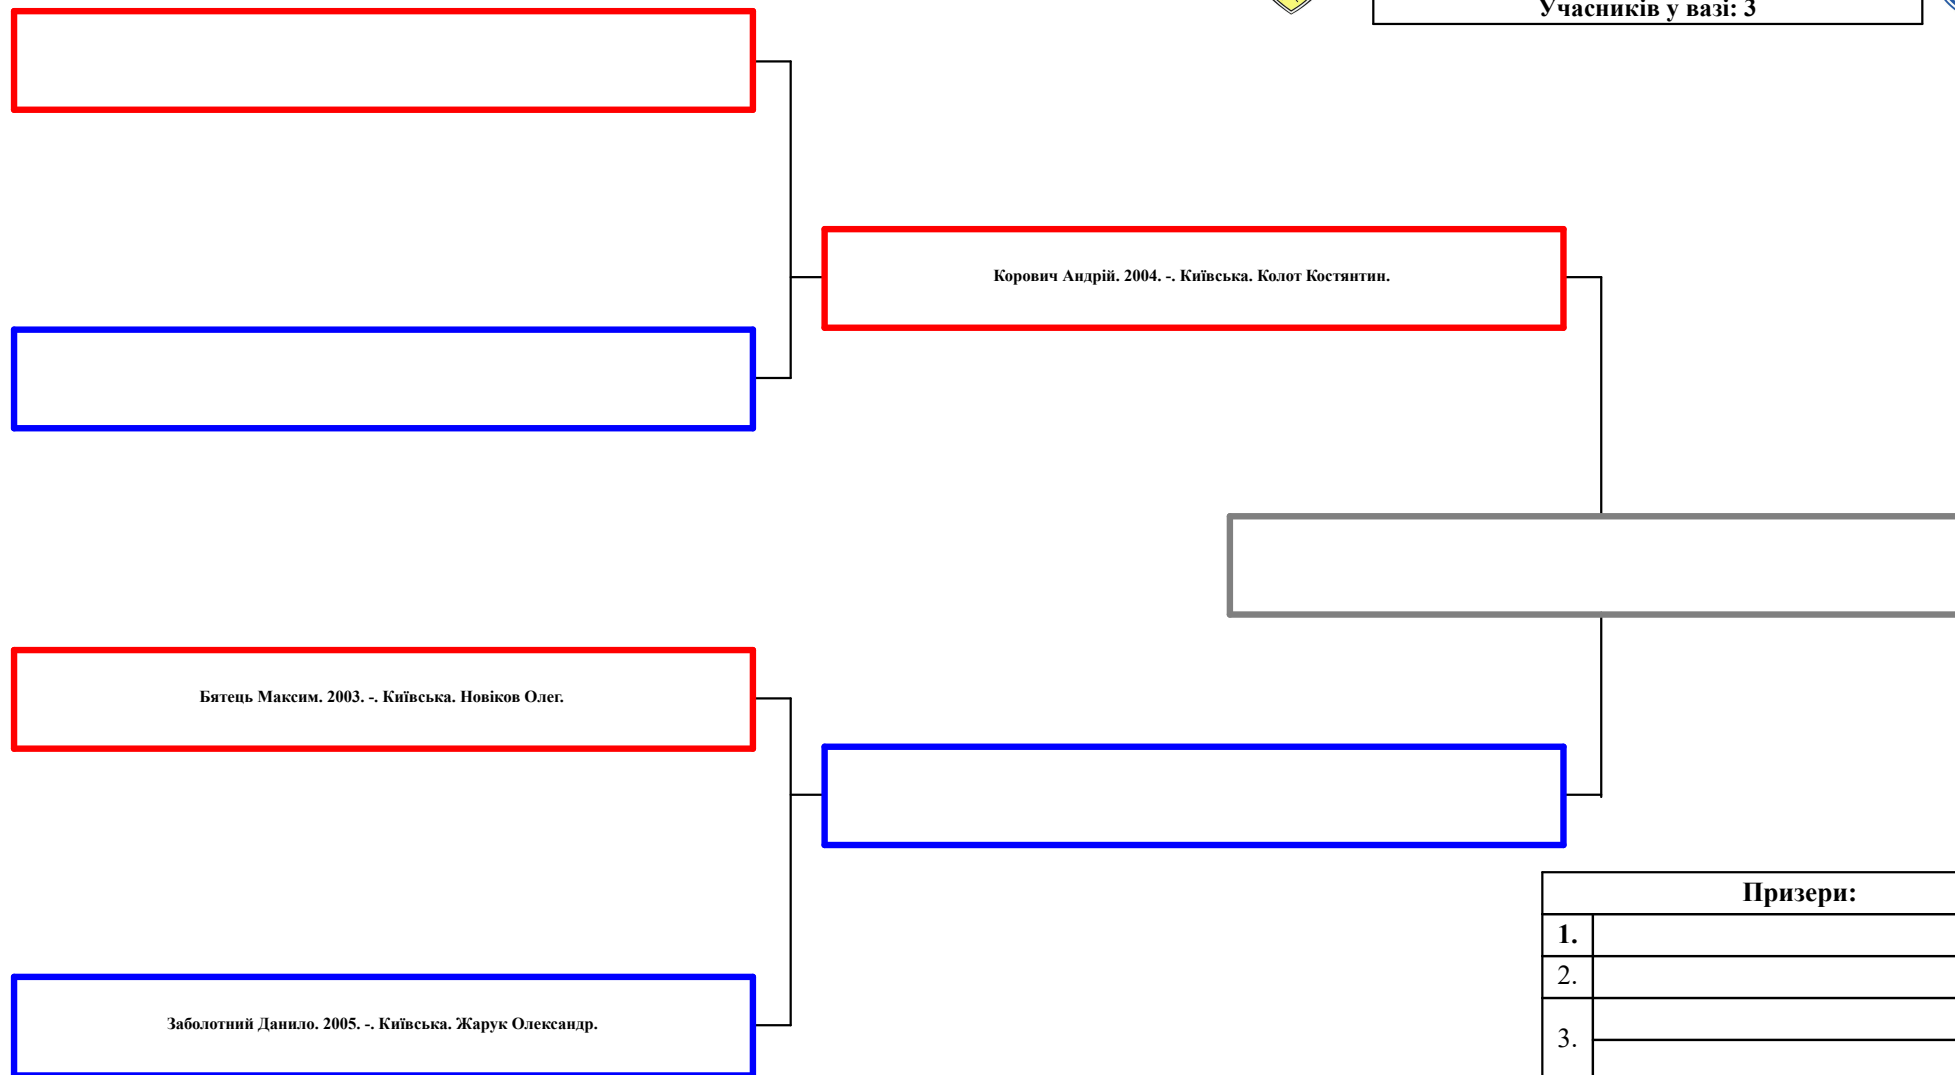 Учасників у вазі: 3
Корович Андрій. 2004. -. Київська. Колот Костянтин.
Бятець Максим. 2003. -. Київська. Новіков Олег.
Заболотний Данило. 2005. -. Київська. Жарук Олександр.
Призери:
1.
2.
3.